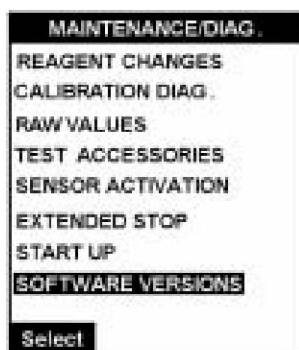 MAINTENANCE/DIAG.
REAGENT CHANGES
CALIBRATION DIAG.
RAW VALUES
TEST ACCESSORIES
SENSOR ACTIVATION
EXTENDED STOP
START UP
SOFTWARE VERSIONS
Select